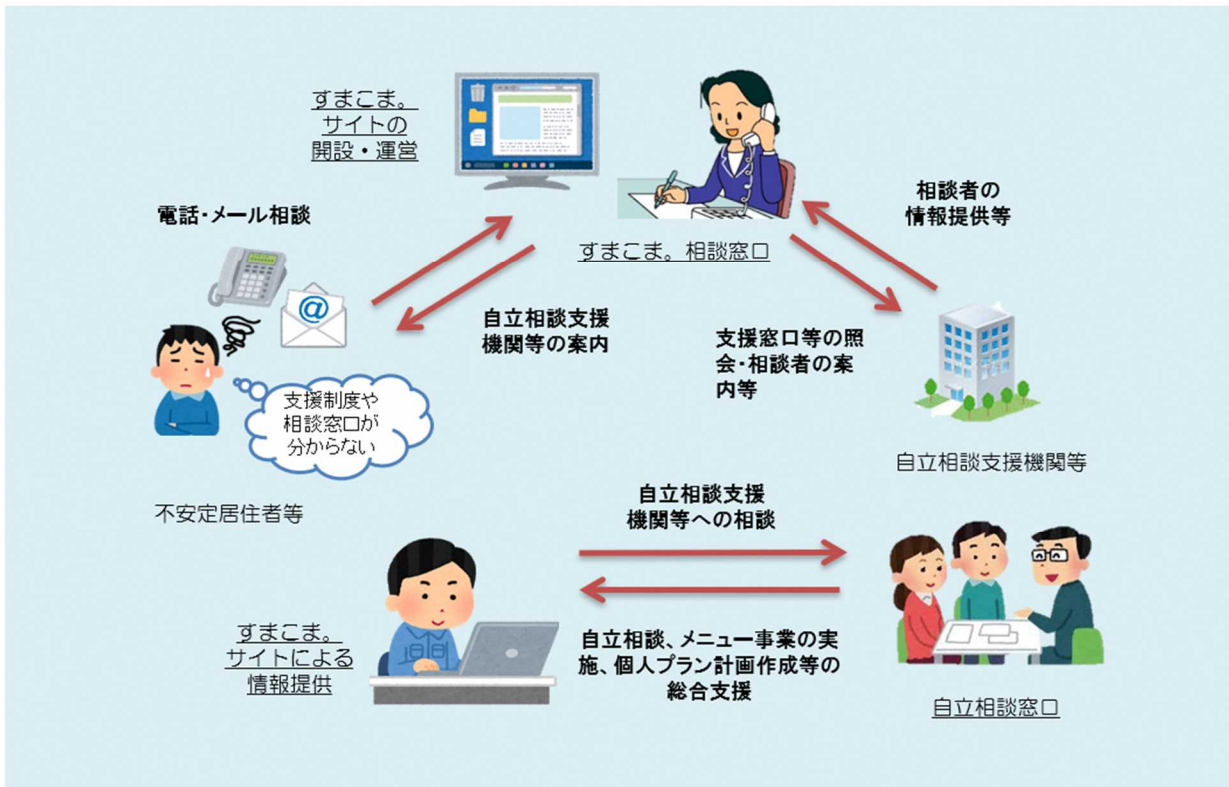 すまこま。
サイトの
開設・運営
電話・メール相談
相談者の
情報提供等
すまこま。相談窓口
@
自立相談支援
機関等の案内
支援窓口等の照
会・相談者の案
内等
支援制度や
相談窓口が
分からない
自立相談支援機関等
不安定居住者等
自立相談支援
機関等への相談
すまこま。
サイトによる
情報提供
自立相談、メニュー事業の実
施、個人プラン計画作成等の
総合支援
自立相談窓口